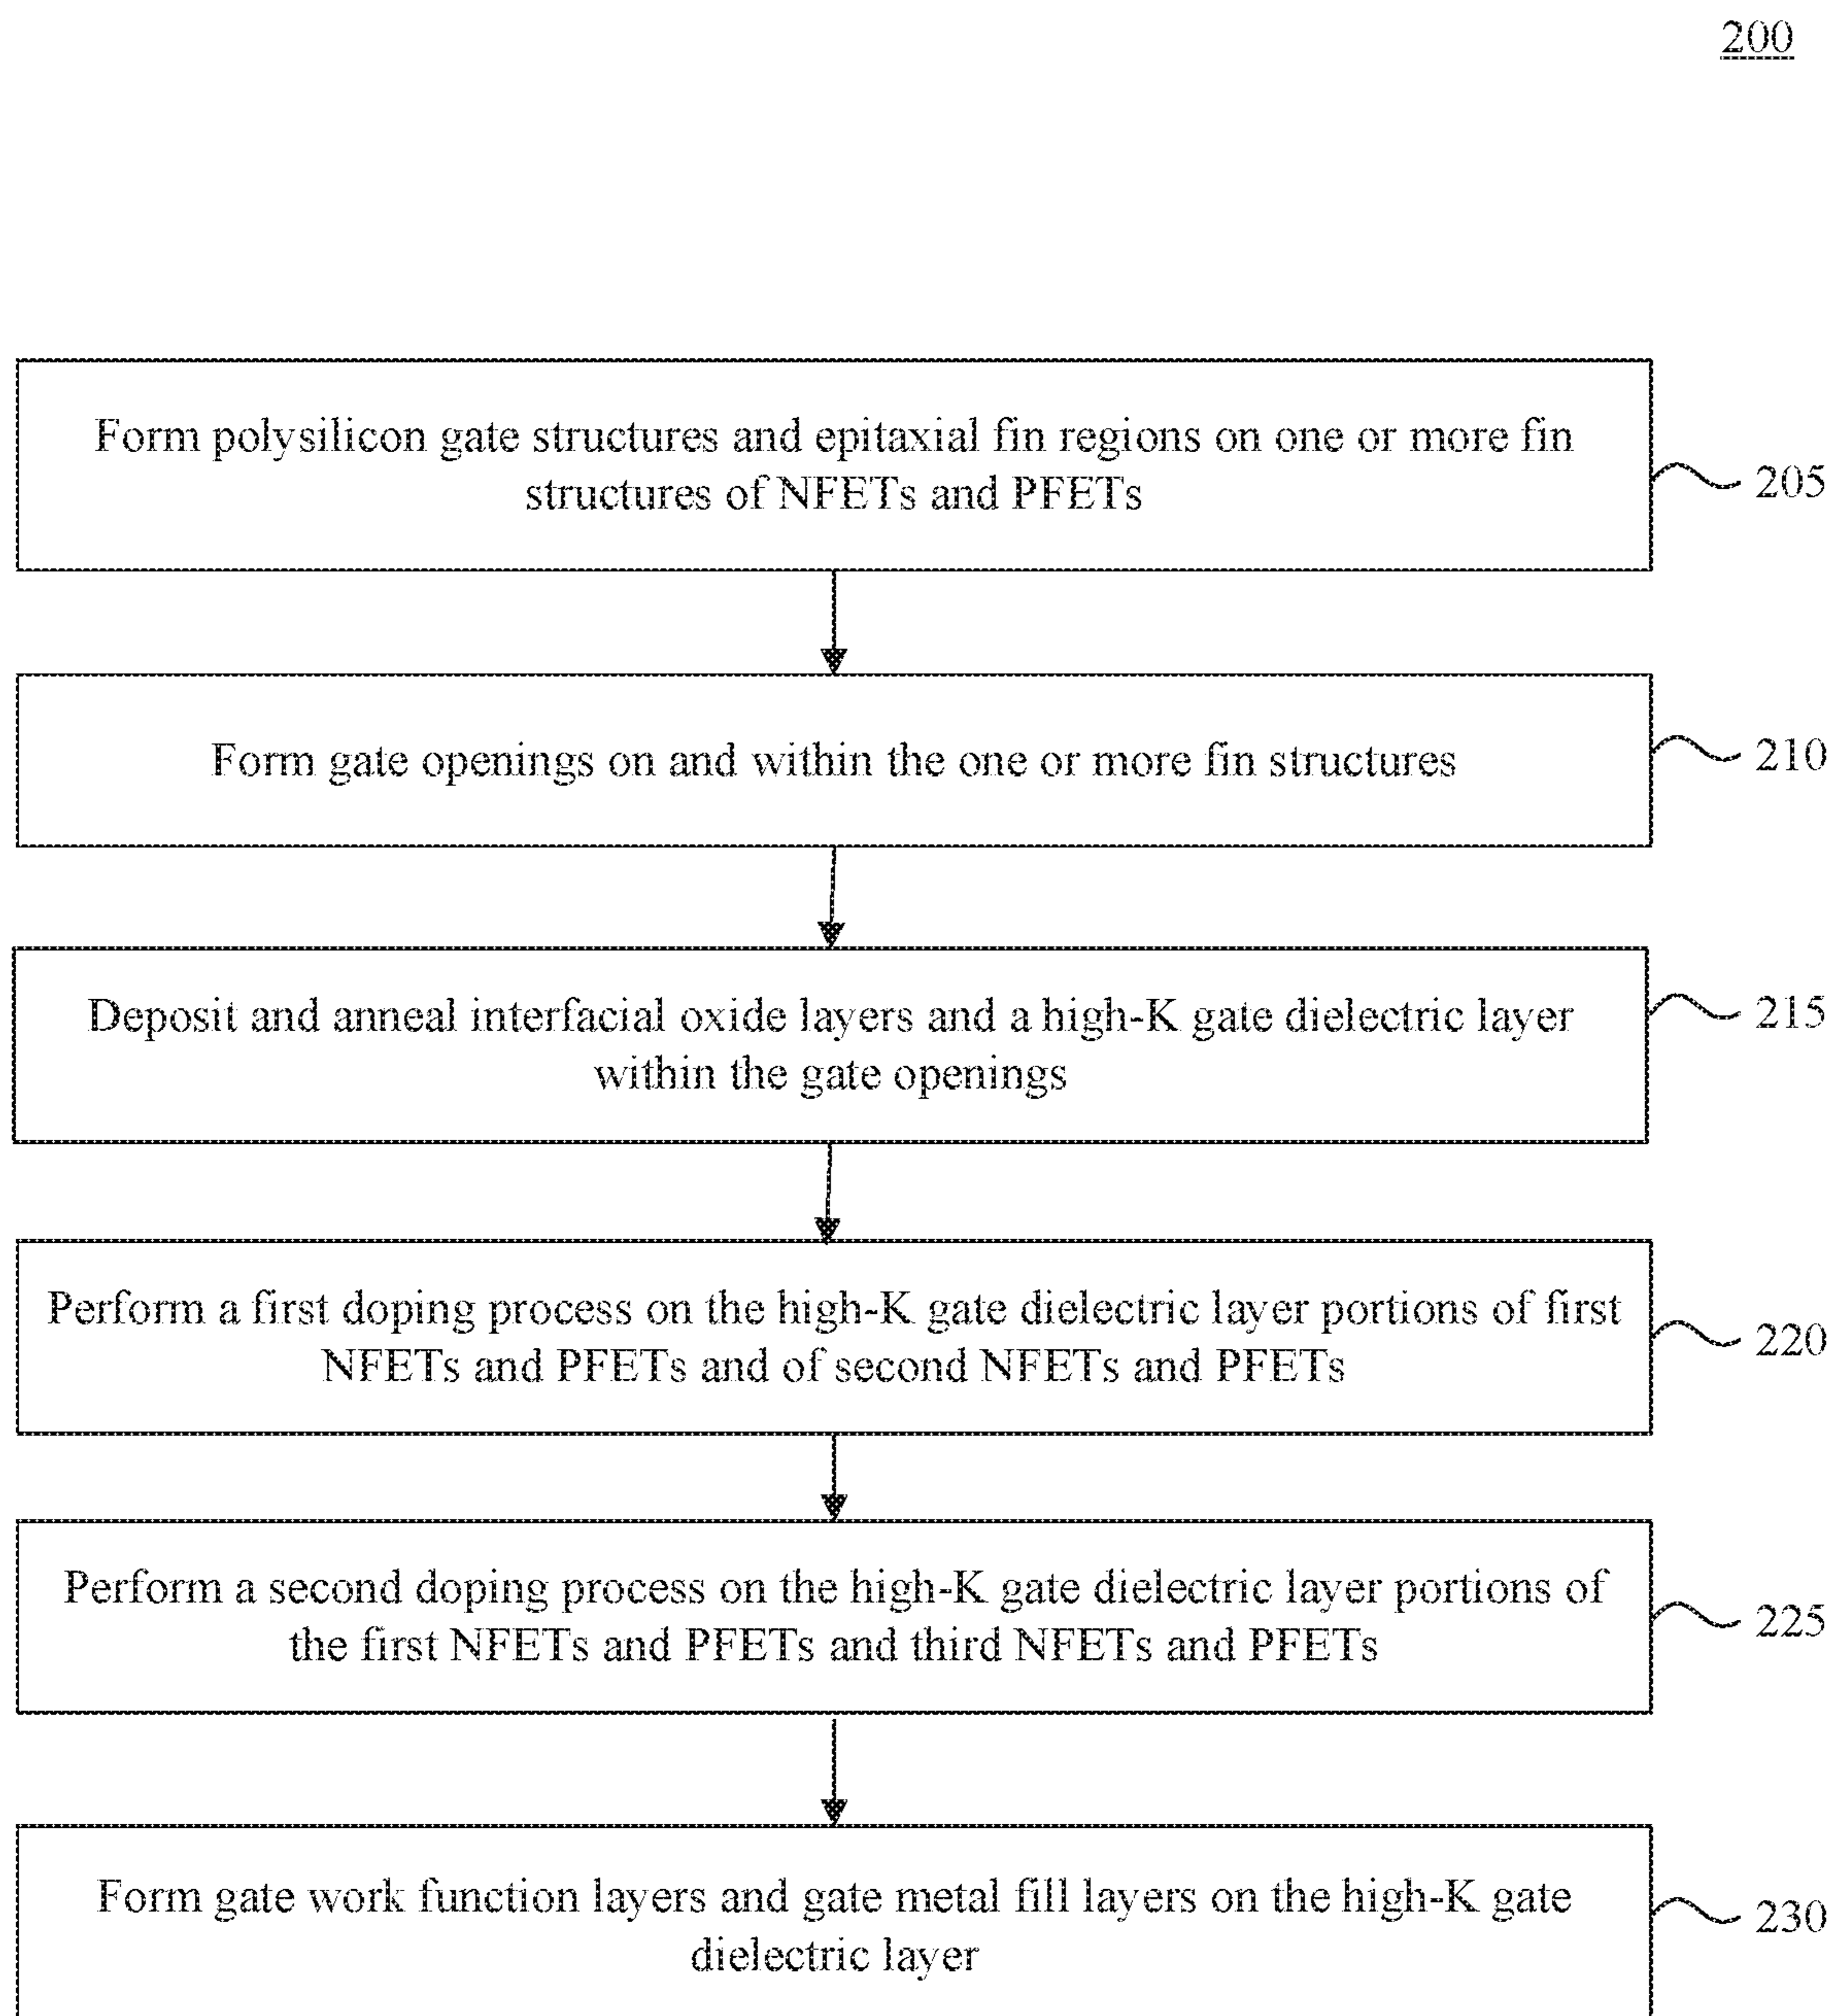 200
Form polysilicon gate structures and epitaxial fin regions on one or more fin
structures of NFETs and PFETs
205
Form gate openings on and within the one or more fin structures
210
Deposit and anneal interfacial oxide layers and a high-K gate dielectric layer
within the gate openings
215
Perform a first doping process on the high-K gate dielectric layer portions of first
NFETs and PFETs and of second NFETs and PFETs
220
Perform a second doping process on the high-K gate dielectric layer portions of
the first NFETs and PFETs and third NFETs and PFETs
225
Form gate work function layers and gate metal fill layers on the high-K gate
dielectric layer
230